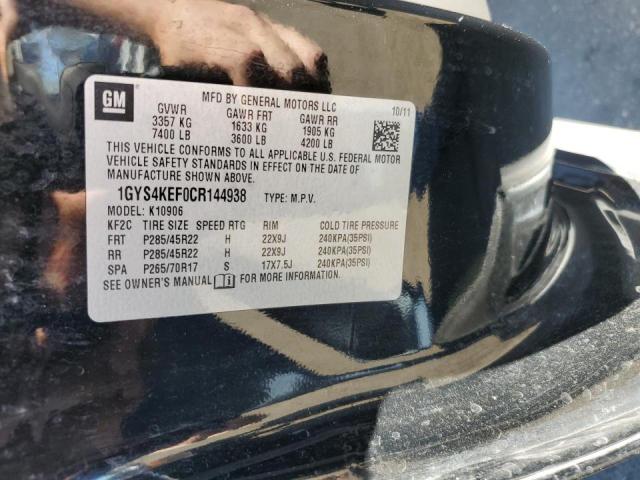 GM
MFD BY GENERAL MOTORS LLC
10/11
GVWR GAWR FRT GAWR RR
3357 KG 1633 KG 1905 KG
7400 LB 3600 LB 4200 LB
THIS VEHICLE CONFORMS TO ALL APPLICABLE U.S. FEDERAL MOTOR
VEHICLE SAFETY STANDARDS IN EFFECT ON THE DATE OF
MANUFACTURE SHOWN ABOVE.
1GYS4KEF0CR144938 TYPE: M.P.V.
MODEL: K10906
KF2C TIRE SIZE SPEED RTG RIM COLD TIRE PRESSURE
FRT P285/45R22 H 22X9J 240KPA(35PSI)
RR P285/45R22 H 22X9J 240KPA(35PSI)
SPA P265/70R17 S 17X7.5J 240KPA(35PSI)
SEE OWNER'S MANUAL FOR MORE INFORMATION.